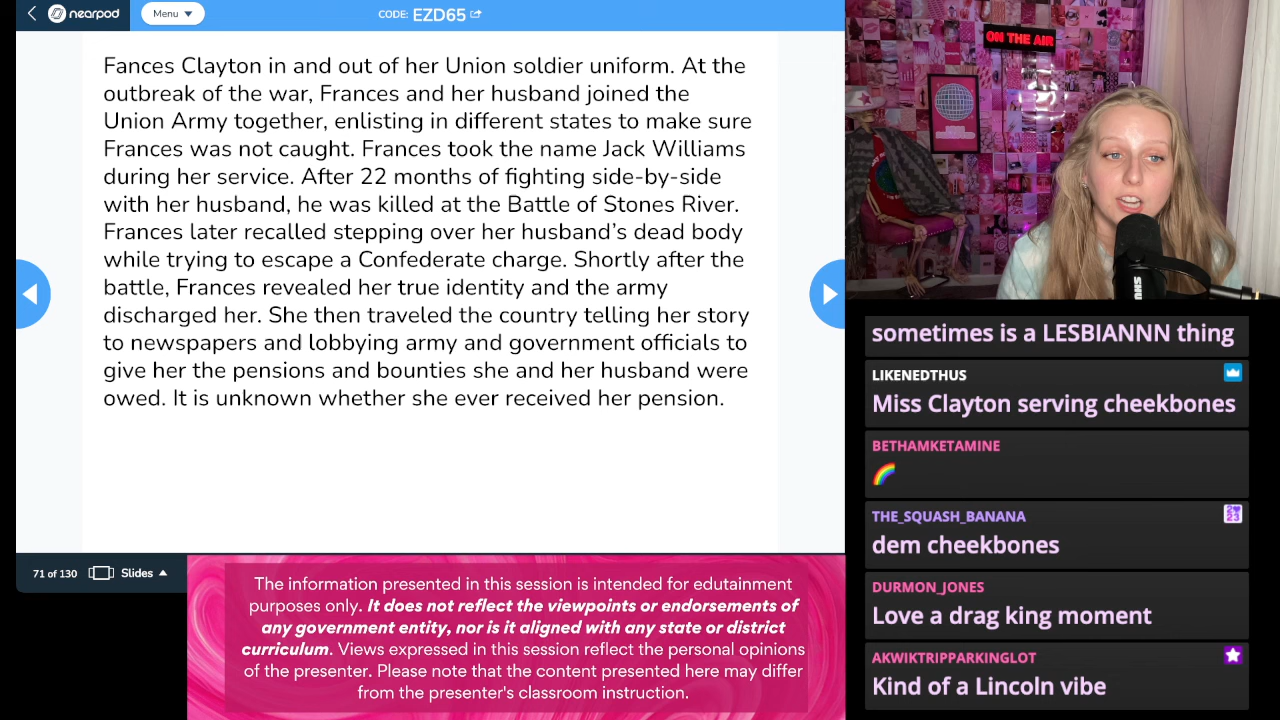 nearpod
Menu
CODE: EZD65
Fances Clayton in and out of her Union soldier uniform. At the
outbreak of the war, Frances and her husband joined the
Union Army together, enlisting in different states to make sure
Frances was not caught. Frances took the name Jack Williams
during her service. After 22 months of fighting side-by-side
with her husband, he was killed at the Battle of Stones River.
Frances later recalled stepping over her husband’s dead body
while trying to escape a Confederate charge. Shortly after the
battle, Frances revealed her true identity and the army
discharged her. She then traveled the country telling her story
to newspapers and lobbying army and government officials to
give her the pensions and bounties she and her husband were
owed. It is unknown whether she ever received her pension.
71 of 130
Slides
The information presented in this session is intended for edutainment
purposes only. It does not reflect the viewpoints or endorsements of
any government entity, nor is it aligned with any state or district
curriculum. Views expressed in this session reflect the personal opinions
of the presenter. Please note that the content presented here may differ
from the presenter's classroom instruction.
ON THE AIR
SHU
sometimes is a LESBIANNN thing
LIKENEDTHUS
Miss Clayton serving cheekbones
BETHAMKETAMINE
🌈
THE_SQUASH_BANANA
dem cheekbones
DURMON_JONES
Love a drag king moment
AKWIKTRIPPARKINGLOT
Kind of a Lincoln vibe